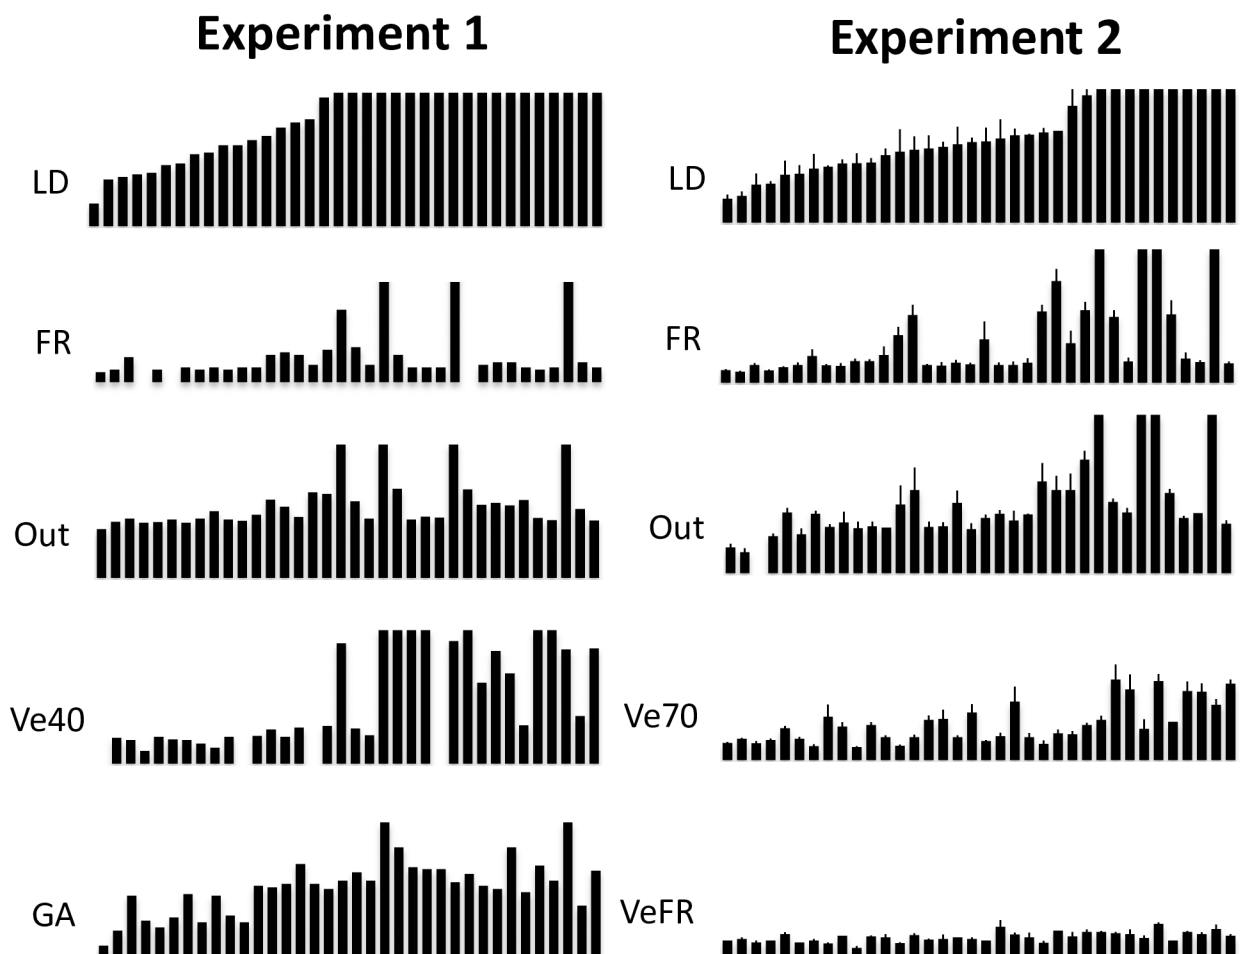 Experiment 1
LD
FR
Out
Ve40
GA
Experiment 2
LD
FR
Out
Ve70
VeFR